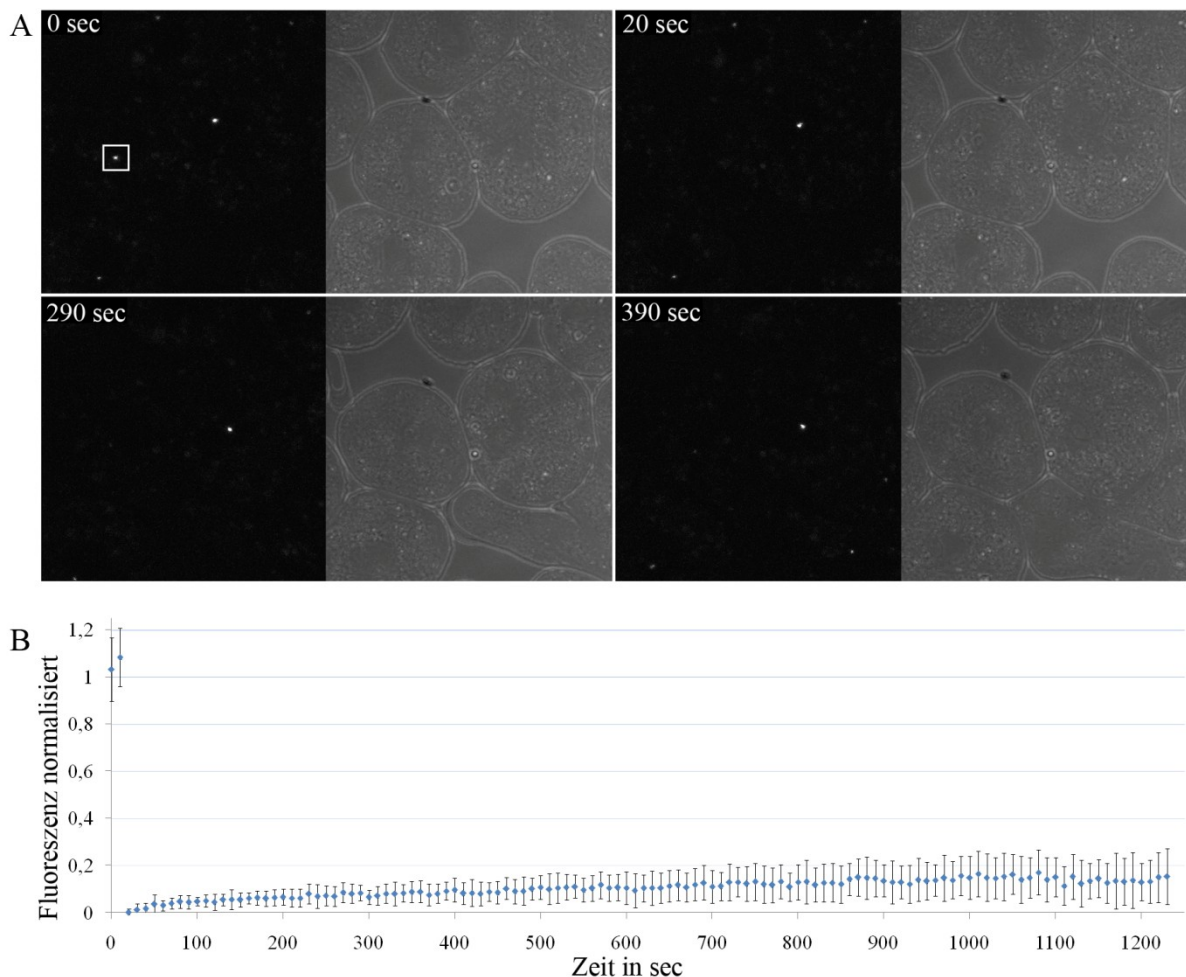 A
0 sec
20 sec
290 sec
390 sec
B
Fluoreszenz normalisiert
1,2
1
0,8
0,6
0,4
0,2
0
0 100 200 300 400 500 600 700 800 900 1000 1100 1200
Zeit in sec